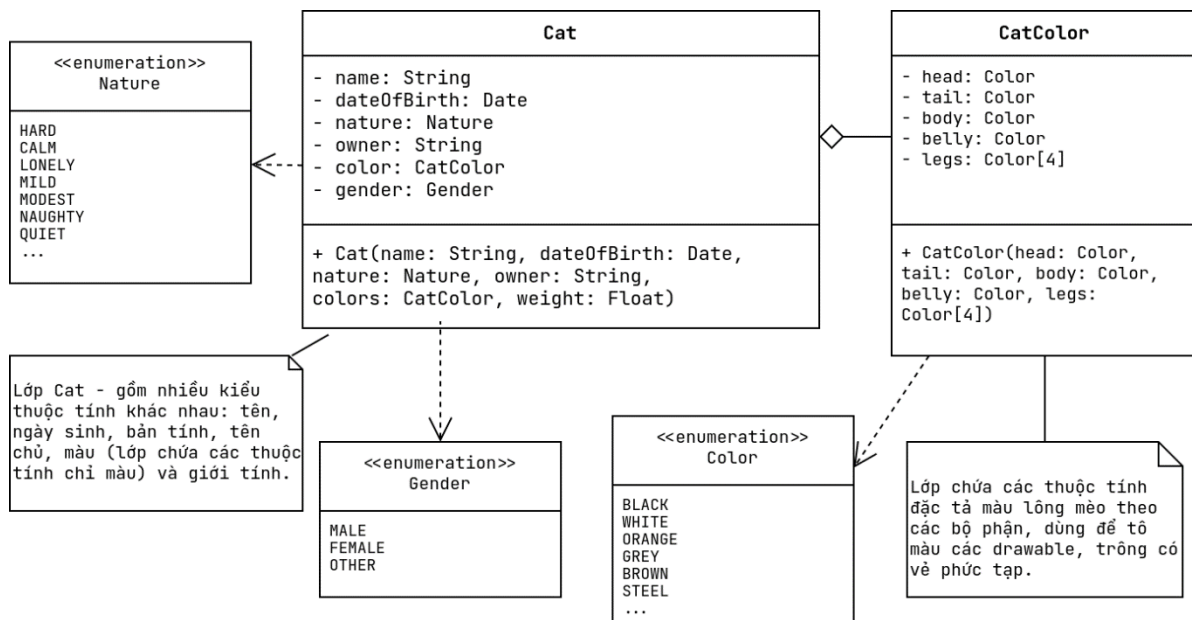 <<enumeration>>
Nature
HARD
CALM
LONELY
MILD
MODEST
NAUGHTY
QUIET
...
Cat
- name: String
- dateOfBirth: Date
- nature: Nature
- owner: String
- color: CatColor
- gender: Gender
+ Cat(name: String, dateOfBirth: Date,
nature: Nature, owner: String,
colors: CatColor, weight: Float)
CatColor
- head: Color
- tail: Color
- body: Color
- belly: Color
- legs: Color[4]
+ CatColor(head: Color,
tail: Color, body: Color,
belly: Color, legs:
Color[4])
Lớp Cat - gồm nhiều kiểu
thuộc tính khác nhau: tên,
ngày sinh, bản tính, tên
chủ, màu (lớp chứa các thuộc
tính chỉ màu) và giới tính.
<<enumeration>>
Gender
MALE
FEMALE
OTHER
<<enumeration>>
Color
BLACK
WHITE
ORANGE
GREY
BROWN
STEEL
...
Lớp chứa các thuộc tính
đặc tả màu lông mèo theo
các bộ phận, dùng để tô
màu các drawable, trông có
vẻ phức tạp.